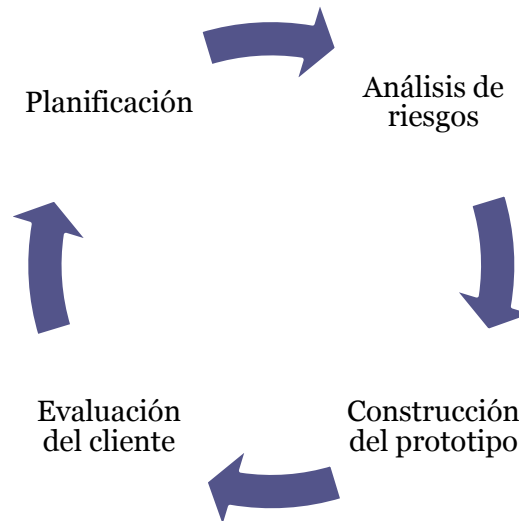 Planificación
Análisis de
riesgos
Evaluación
del cliente
Construcción
del prototipo